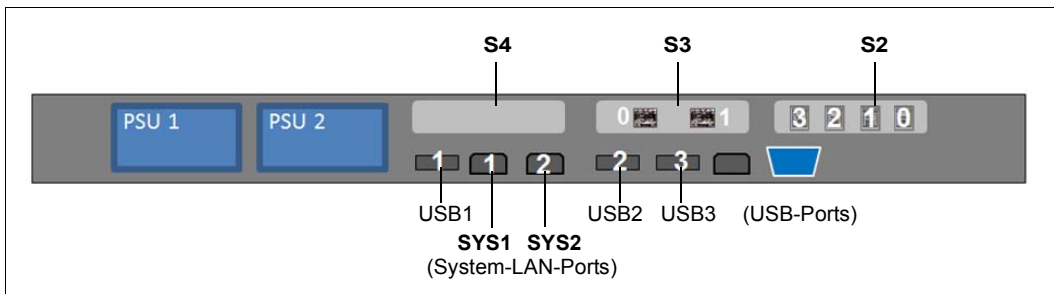 S4 S3 S2
PSU 1 PSU 2 0 1 3 2 1 0
1 1 2 2 3
USB1 USB2 USB3 (USB-Ports)
SYS1 SYS2
(System-LAN-Ports)